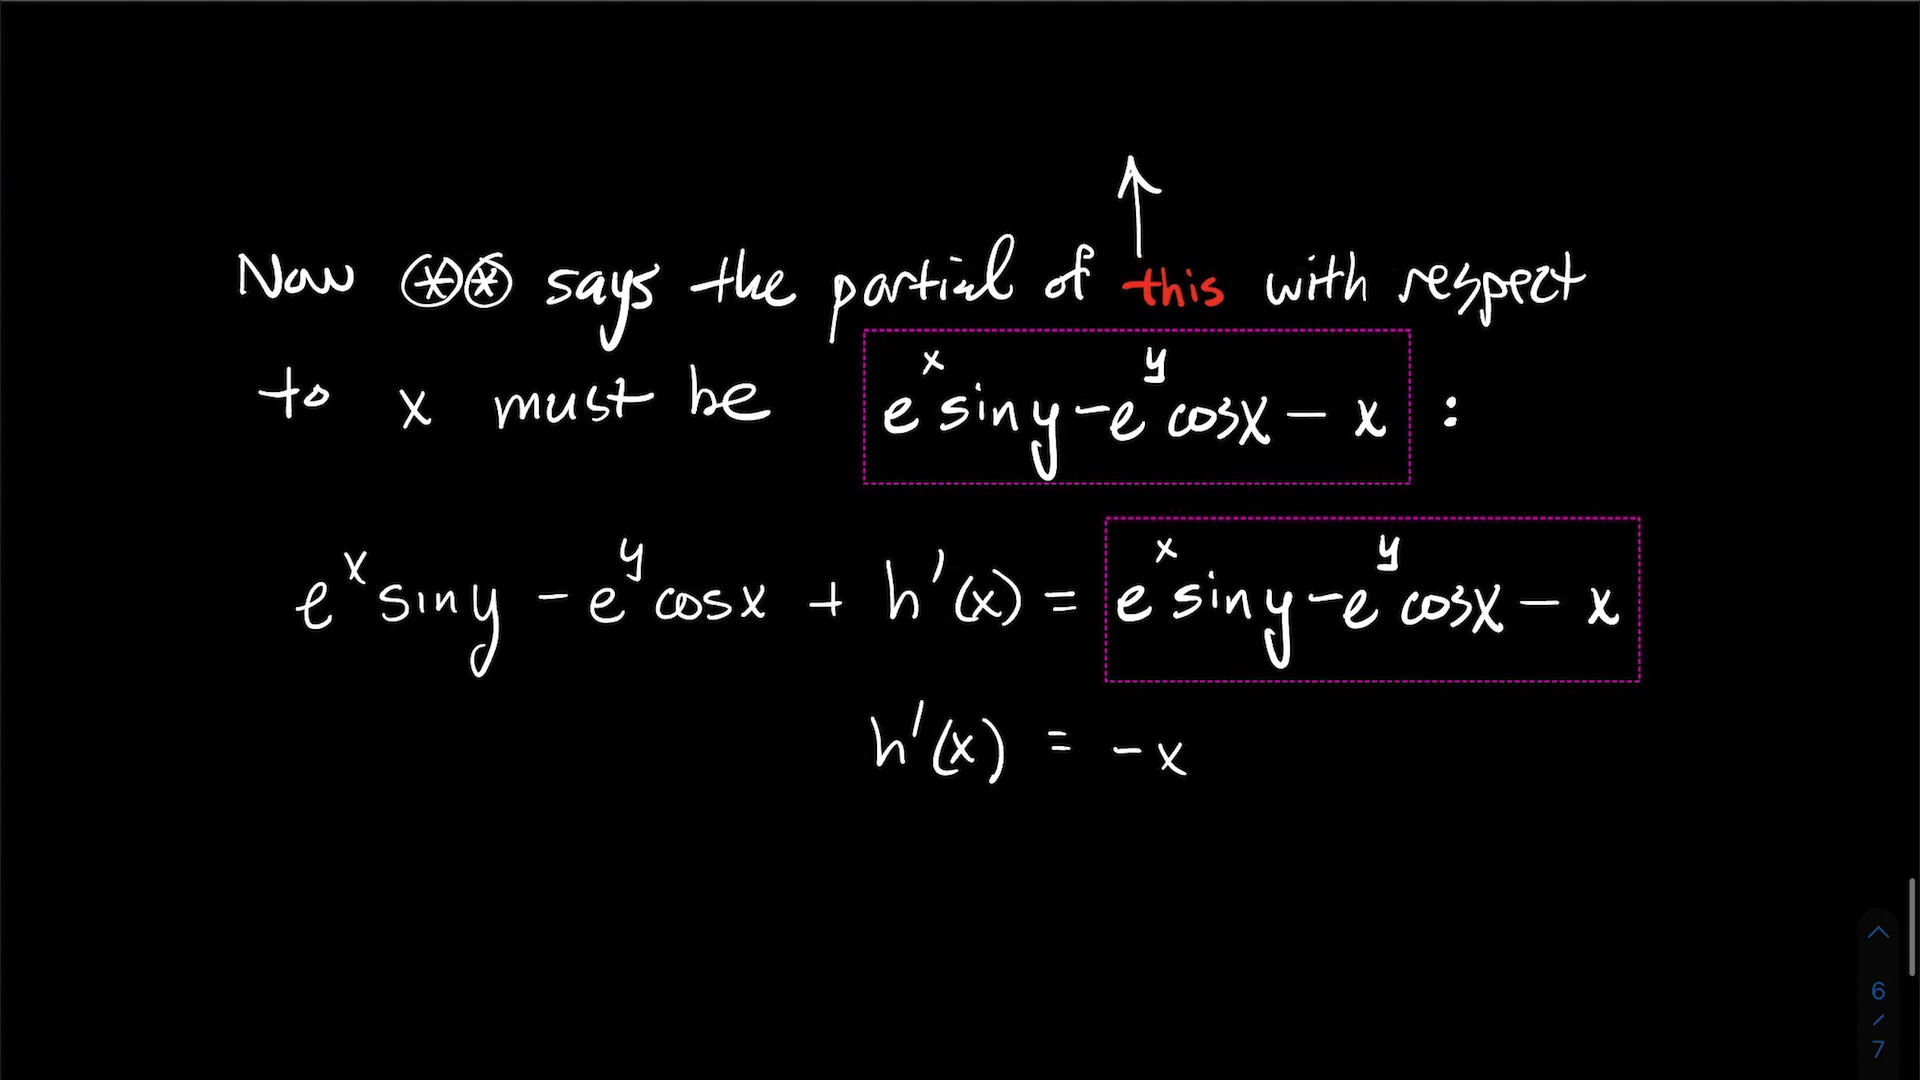 Now ⊛⊛ says the partial of this with respect
to x must be e^x sin y - e^y cos x - x :
e^x sin y - e^y cos x + h'(x) = e^x sin y - e^y cos x - x
h'(x) = -x
6
/
7